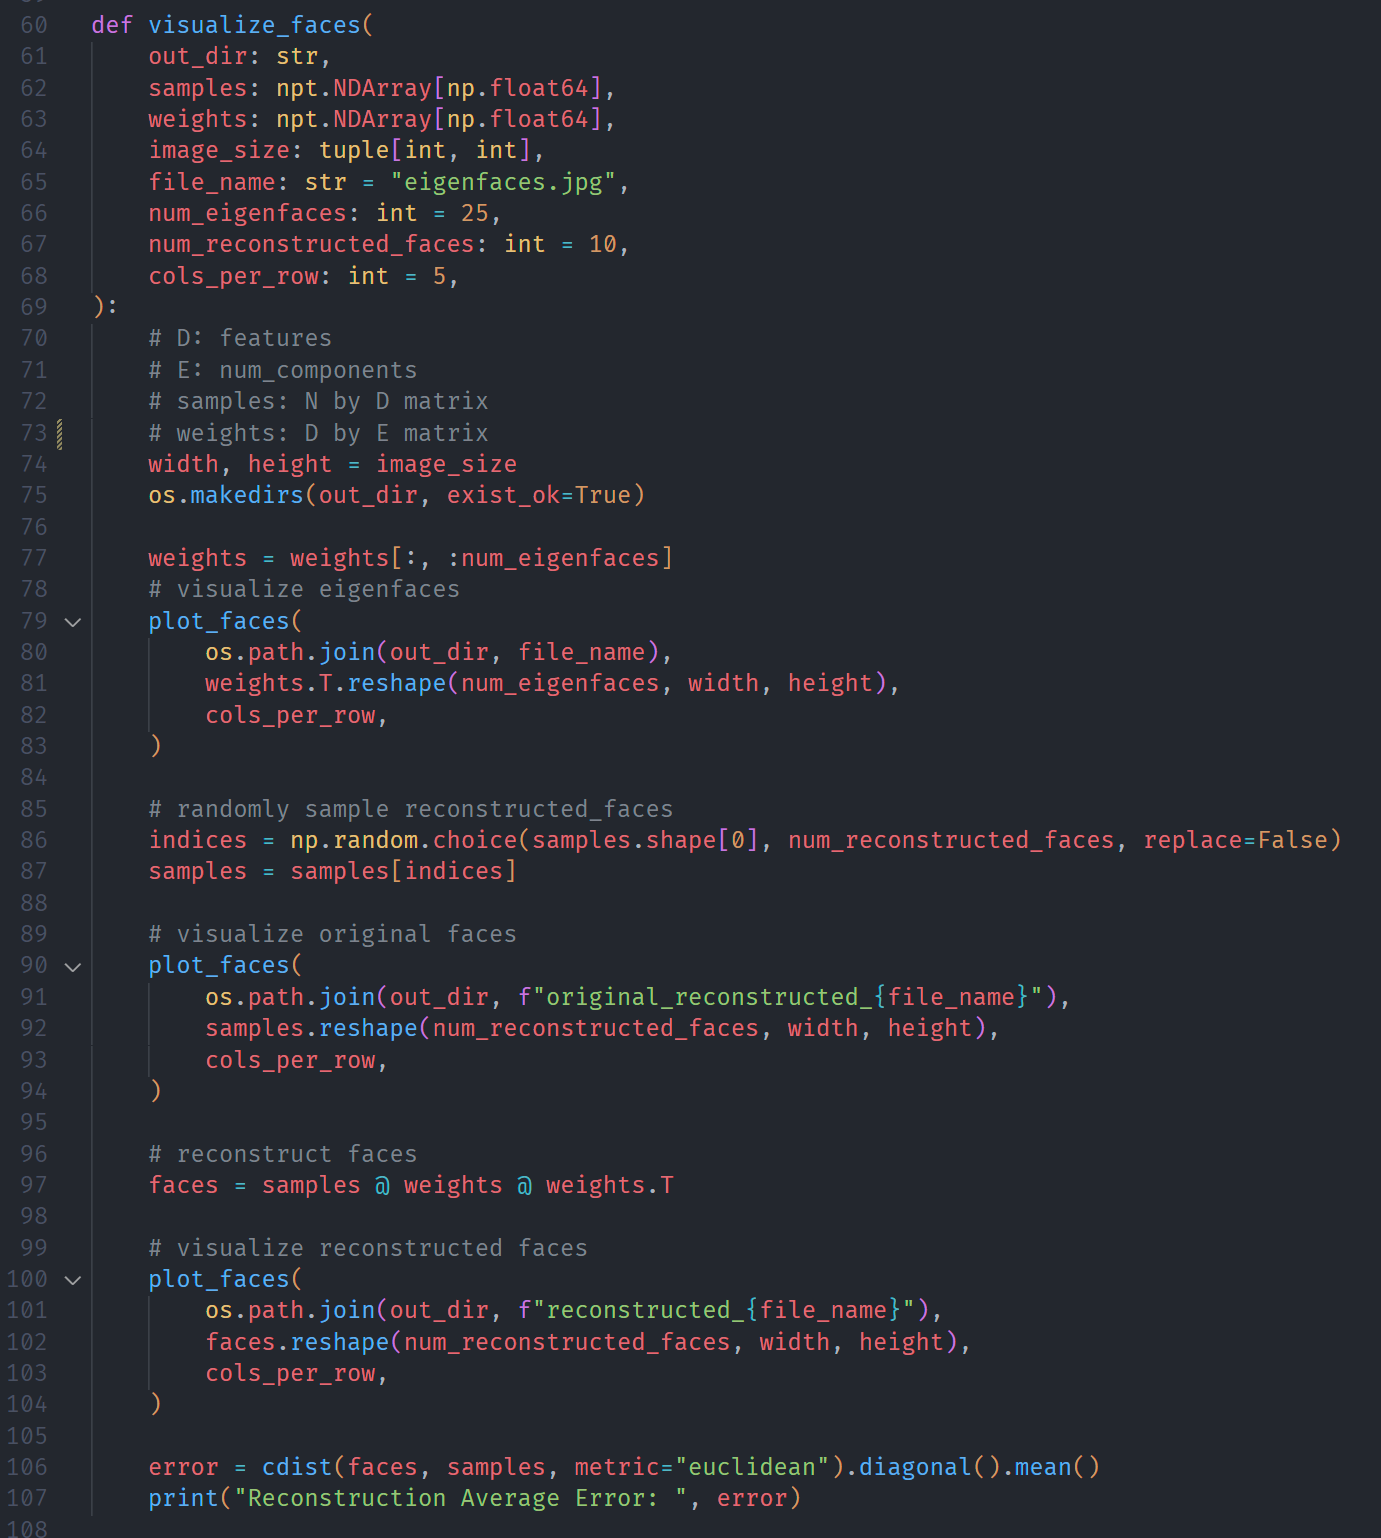 60 def visualize_faces(
61     out_dir: str,
62     samples: npt.NDArray[np.float64],
63     weights: npt.NDArray[np.float64],
64     image_size: tuple[int, int],
65     file_name: str = "eigenfaces.jpg",
66     num_eigenfaces: int = 25,
67     num_reconstructed_faces: int = 10,
68     cols_per_row: int = 5,
69 ):
70     # D: features
71     # E: num_components
72     # samples: N by D matrix
73     # weights: D by E matrix
74     width, height = image_size
75     os.makedirs(out_dir, exist_ok=True)
76
77     weights = weights[:, :num_eigenfaces]
78     # visualize eigenfaces
79     plot_faces(
80         os.path.join(out_dir, file_name),
81         weights.T.reshape(num_eigenfaces, width, height),
82         cols_per_row,
83     )
84
85     # randomly sample reconstructed_faces
86     indices = np.random.choice(samples.shape[0], num_reconstructed_faces, replace=False)
87     samples = samples[indices]
88
89     # visualize original faces
90     plot_faces(
91         os.path.join(out_dir, f"original_reconstructed_{file_name}"),
92         samples.reshape(num_reconstructed_faces, width, height),
93         cols_per_row,
94     )
95
96     # reconstruct faces
97     faces = samples @ weights @ weights.T
98
99     # visualize reconstructed faces
100     plot_faces(
101         os.path.join(out_dir, f"reconstructed_{file_name}"),
102         faces.reshape(num_reconstructed_faces, width, height),
103         cols_per_row,
104     )
105
106     error = cdist(faces, samples, metric="euclidean").diagonal().mean()
107     print("Reconstruction Average Error: ", error)
108